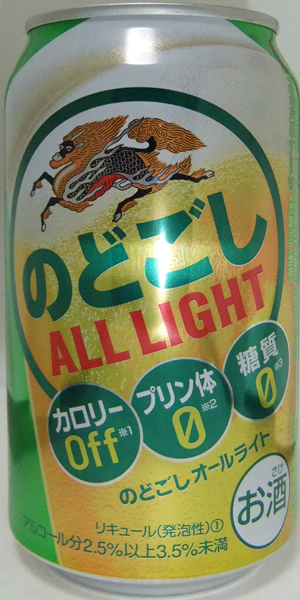 のどごし
ALL LIGHT
カロリー
Off※1
プリン体
0※2
糖質
0※3
のどごしオールライト
さけ
お酒
リキュール(発泡性)①
アルコール分2.5%以上3.5%未満